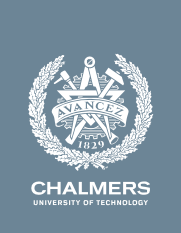 AVANCEZ
1829
CHALMERS
UNIVERSITY OF TECHNOLOGY